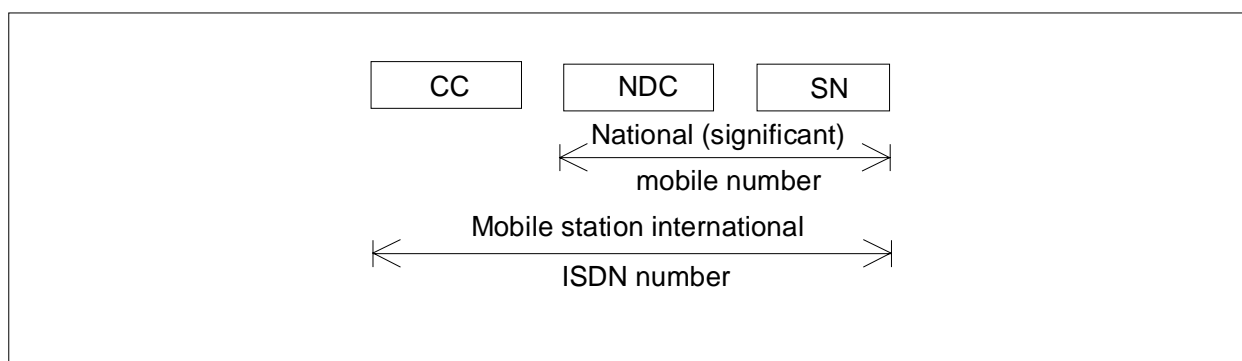 CC NDC SN
National (significant)
mobile number
Mobile station international
ISDN number